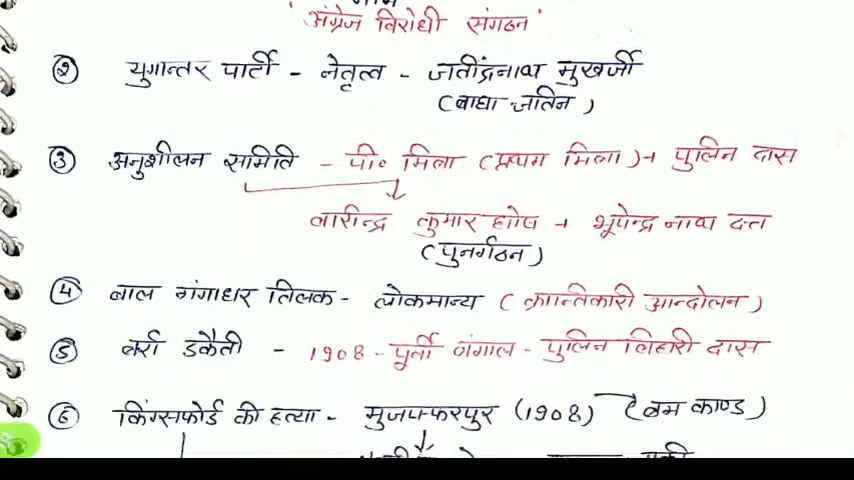 अंग्रेज विरोधी संगठन
② युगान्तर पार्टी - नेतृत्व - जतींद्रनाथ मुखर्जी
(बाघा जतिन)
③ अनुशीलन समिति - पी० मित्रा (प्रथम मित्रा) + पुलिन दास
बारीन्द्र कुमार घोष + भूपेन्द्र नाथ दत्त
(पुनर्गठन)
④ बाल गंगाधर तिलक - लोकमान्य (क्रान्तिकारी आन्दोलन)
⑤ बर्रा डकैती - 1908 - पूर्वी बंगाल - पुलिन बिहारी दास
⑥ किंग्सफोर्ड की हत्या - मुजफ्फरपुर (1908) (बम काण्ड)